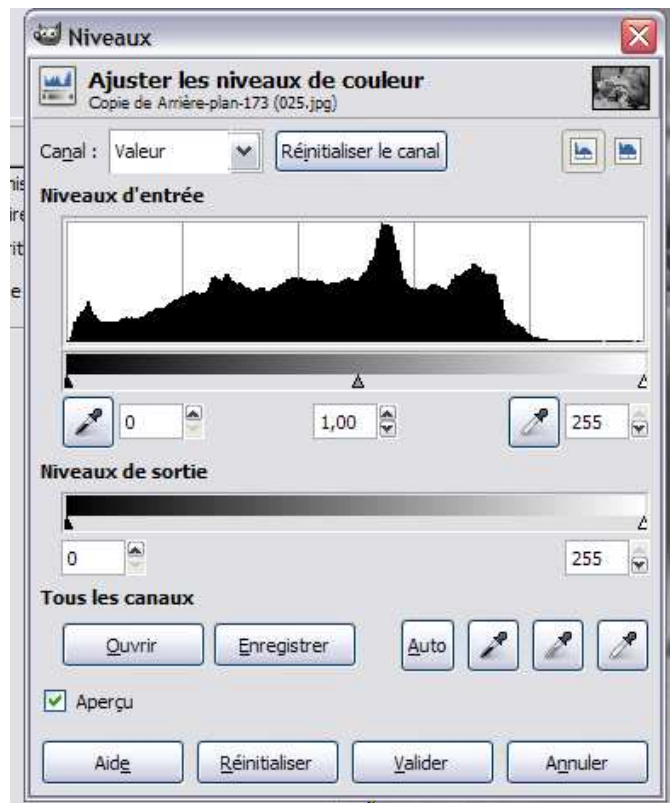 Niveaux
Ajuster les niveaux de couleur
Copie de Arrière-plan-173 (025.jpg)
Canal : Valeur Réinitialiser le canal
Niveaux d'entrée
0 1,00 255
Niveaux de sortie
0 255
Tous les canaux
Ouvrir Enregistrer Auto
Aperçu
Aide Réinitialiser Valider Annuler